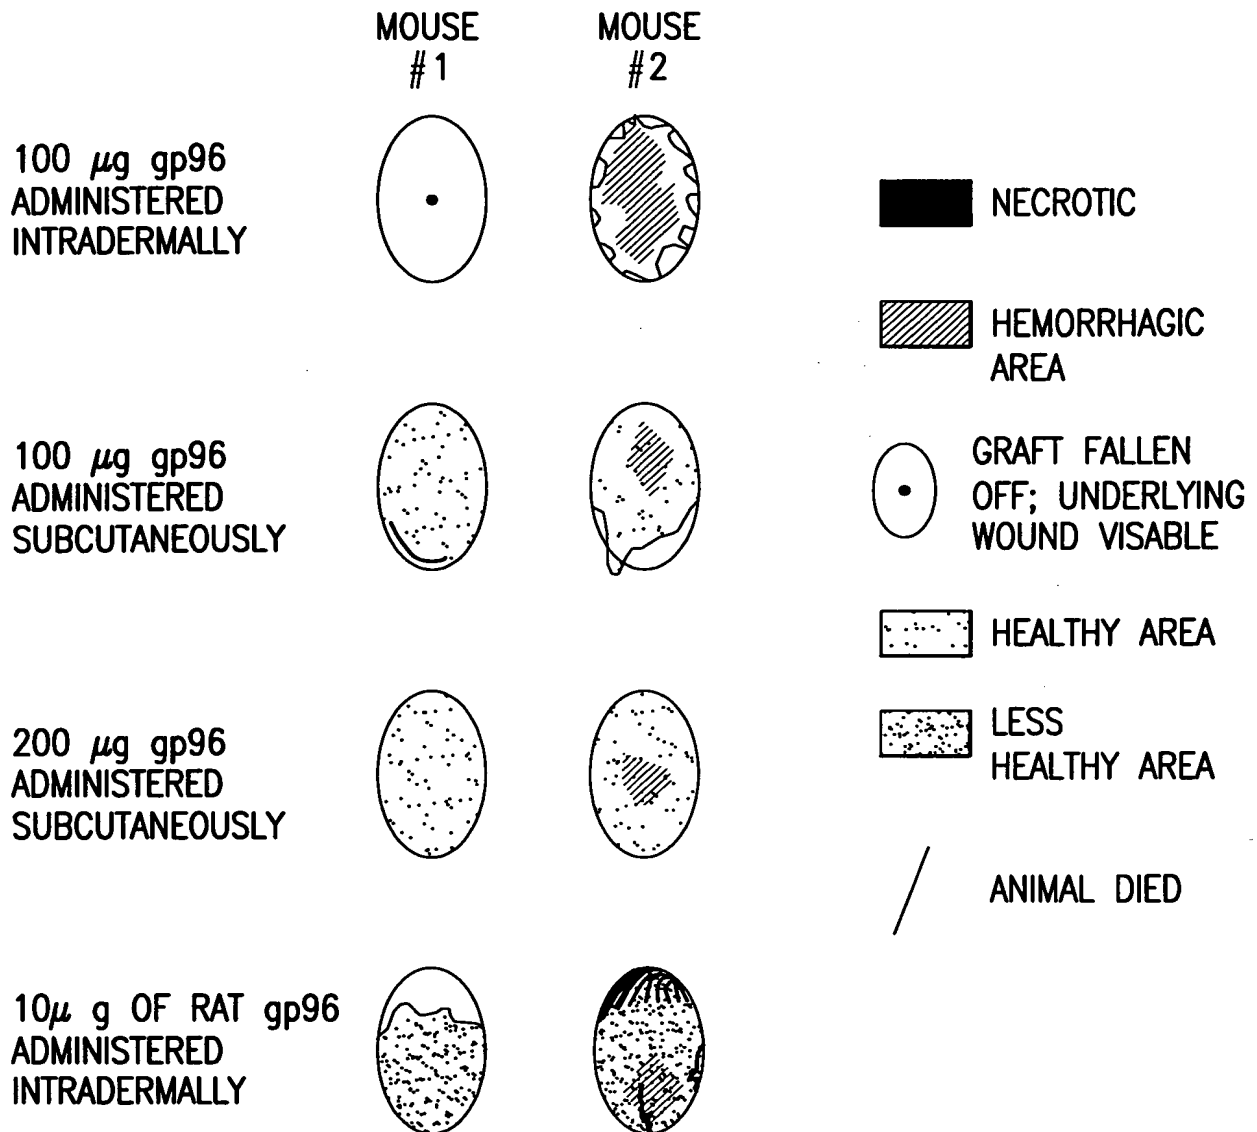 MOUSE
#1
MOUSE
#2
100 μg gp96
ADMINISTERED
INTRADERMALLY
100 μg gp96
ADMINISTERED
SUBCUTANEOUSLY
200 μg gp96
ADMINISTERED
SUBCUTANEOUSLY
10μ g OF RAT gp96
ADMINISTERED
INTRADERMALLY
NECROTIC
HEMORRHAGIC
AREA
GRAFT FALLEN
OFF; UNDERLYING
WOUND VISABLE
HEALTHY AREA
LESS
HEALTHY AREA
ANIMAL DIED